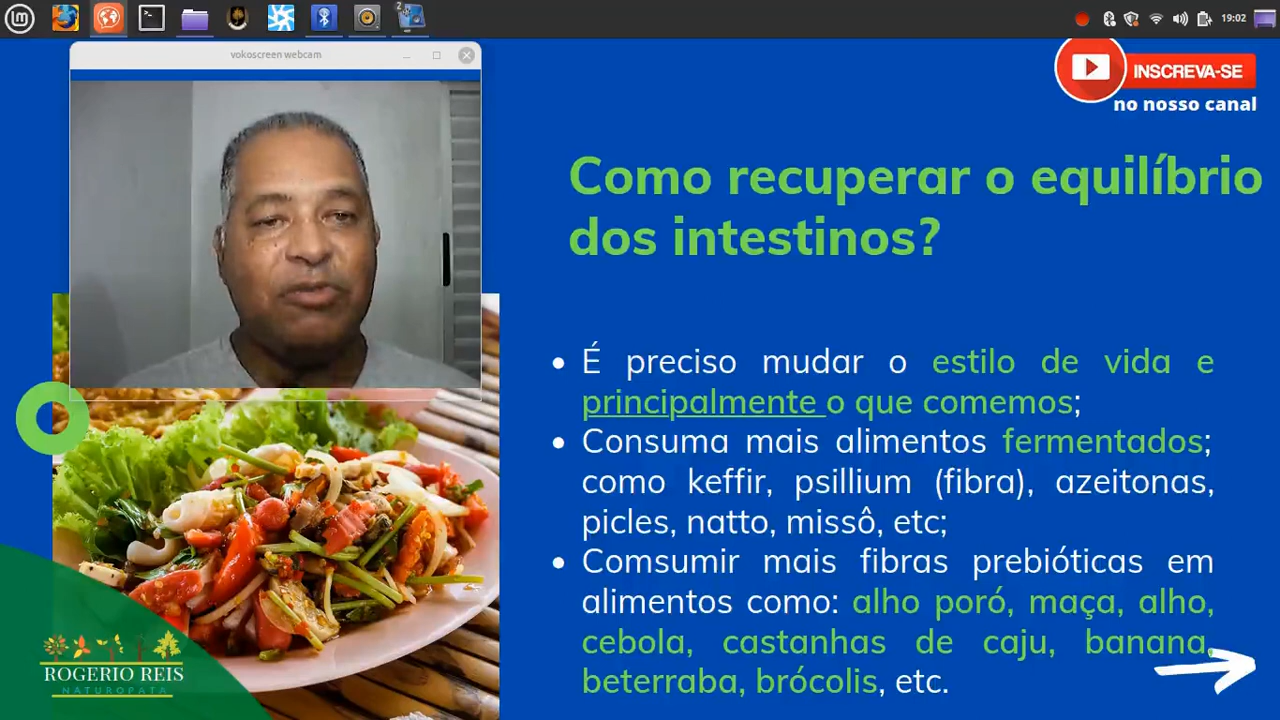 2
19:02
vokoscreen webcam
INSCREVA-SE
no nosso canal
Como recuperar o equilíbrio
dos intestinos?
É preciso mudar o estilo de vida e
principalmente o que comemos;
Consuma mais alimentos fermentados;
como keffir, psillium (fibra), azeitonas,
picles, natto, missô, etc;
Comsumir mais fibras prebióticas em
alimentos como: alho poró, maça, alho,
cebola, castanhas de caju, banana,
beterraba, brócolis, etc.
ROGERIO REIS
NATUROPATA